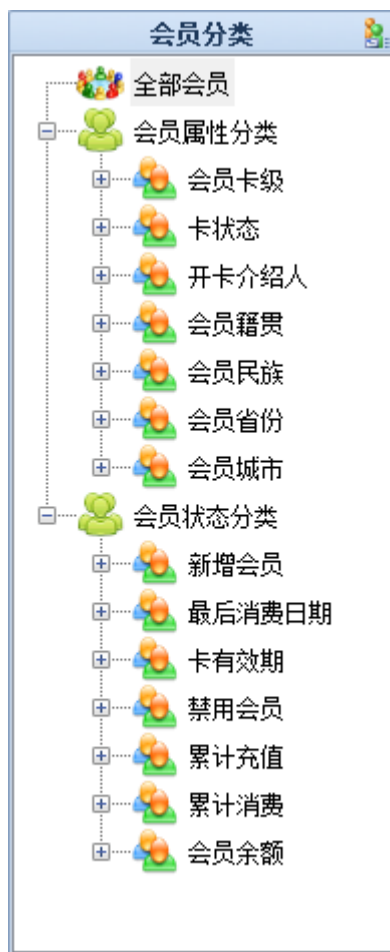 会员分类
全部会员
会员属性分类
会员卡级
卡状态
开卡介绍人
会员籍贯
会员民族
会员省份
会员城市
会员状态分类
新增会员
最后消费日期
卡有效期
禁用会员
累计充值
累计消费
会员余额